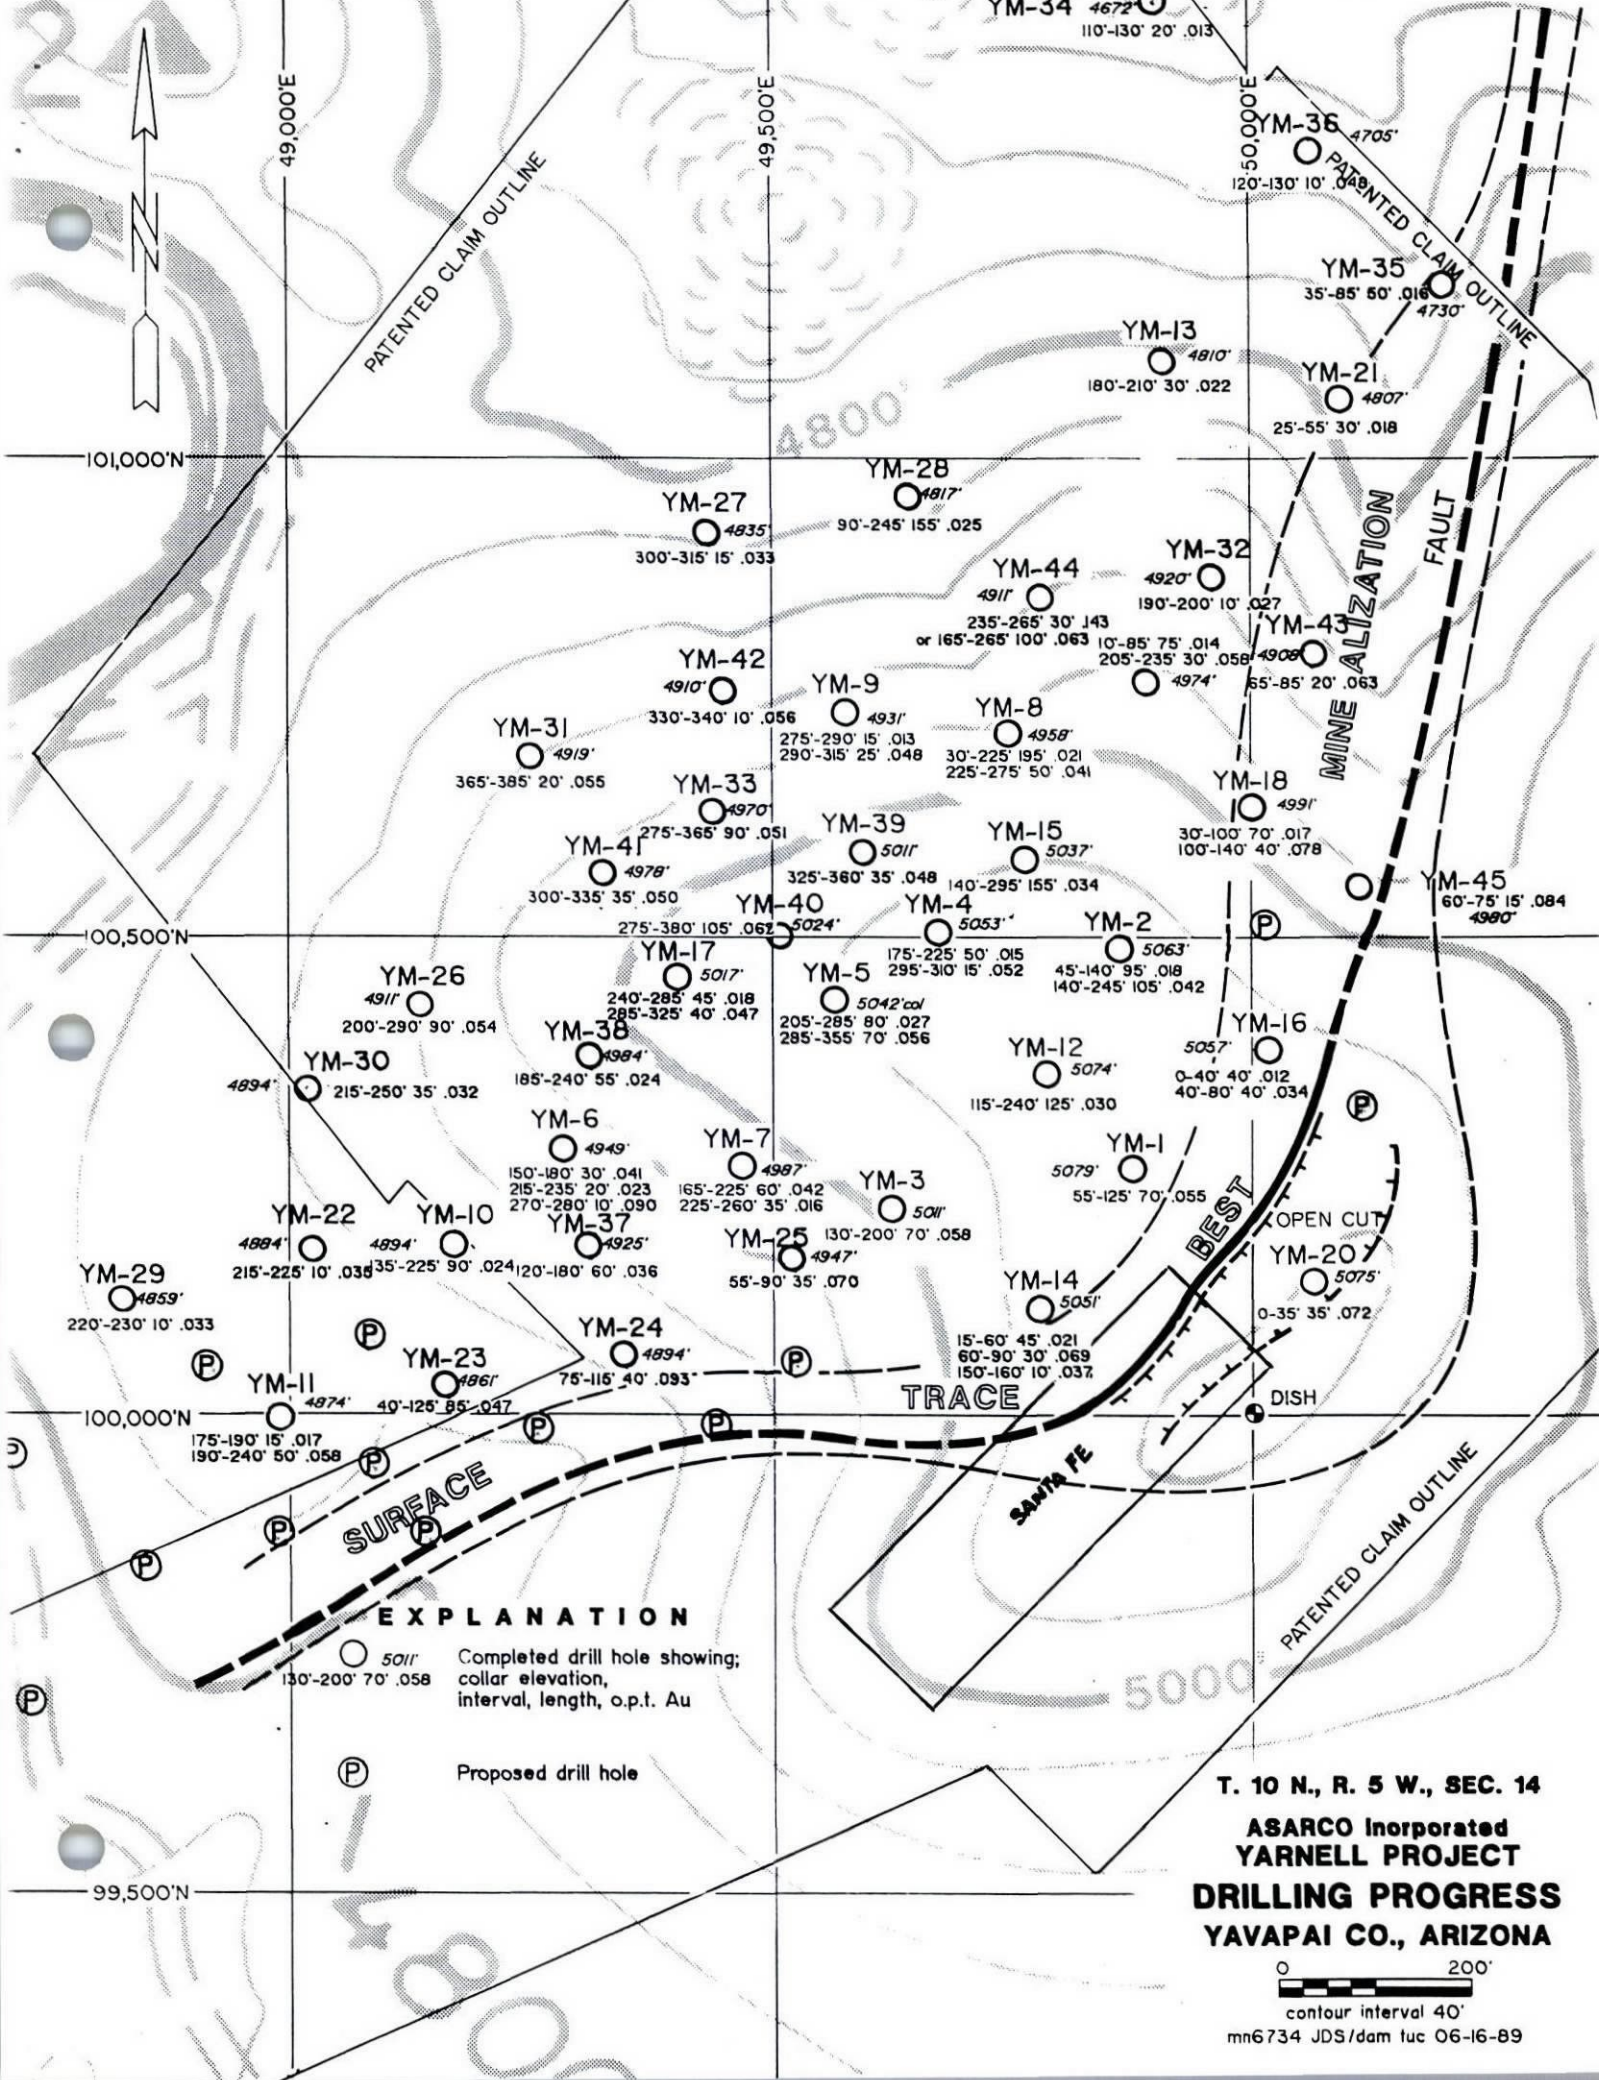 YM-34 4672'
110'-130' 20' .013
49,000'E
49,500'E
50,000'E
YM-36 4705'
120'-130' 10' .048
PATENTED CLAIM OUTLINE
PATENTED CLAIM OUTLINE
N
YM-35
35'-85' 50' .016
4730'
YM-13
4810'
180'-210' 30' .022
YM-21
4807'
25'-55' 30' .018
4800'
101,000'N
YM-28
4817'
90'-245' 155' .025
YM-27
4835'
300'-315' 15' .033
MINE ALIZATION
FAULT
YM-32
4920'
190'-200' 10' .027
YM-44
4911'
235'-265' 30' .143
or 165'-265' 100' .063
10'-85' 75' .014
205'-235' 30' .058
4974'
YM-43
4908'
65'-85' 20' .063
YM-42
4910'
330'-340' 10' .056
YM-9
4931'
275'-290' 15' .013
290'-315' 25' .048
YM-8
4958'
30'-225' 195' .021
225'-275' 50' .041
YM-31
4919'
365'-385' 20' .055
YM-33
4970'
275'-365' 90' .051
YM-18
4991'
30'-100' 70' .017
100'-140' 40' .078
YM-39
5011'
325'-360' 35' .048
YM-15
5037'
140'-295' 155' .034
YM-41
4978'
300'-335' 35' .050
YM-45
60'-75' 15' .084
4980'
YM-40
5024'
275'-380' 105' .062
YM-4
5053'
175'-225' 50' .015
295'-310' 15' .052
YM-2
5063'
45'-140' 95' .018
140'-245' 105' .042
P
100,500'N
YM-17
5017'
240'-285' 45' .018
285'-325' 40' .047
YM-5
5042' col
205'-285' 80' .027
285'-355' 70' .056
YM-26
4911'
200'-290' 90' .054
YM-38
4984'
185'-240' 55' .024
YM-16
5057'
0-40' 40' .012
40'-80' 40' .034
YM-12
5074'
115'-240' 125' .030
YM-30
4894'
215'-250' 35' .032
P
YM-6
4949'
150'-180' 30' .041
215'-235' 20' .023
270'-280' 10' .090
YM-7
4987'
165'-225' 60' .042
225'-260' 35' .016
YM-1
5079'
55'-125' 70' .055
YM-3
5011'
130'-200' 70' .058
BEST
OPEN CUT
YM-22
4884'
215'-225' 10' .035
YM-10
4894'
135'-225' 90' .024
YM-37
4925'
120'-180' 60' .036
YM-25
4947'
55'-90' 35' .070
YM-20
5075'
0-35' 35' .072
YM-29
4859'
220'-230' 10' .033
YM-14
5051'
15'-60' 45' .021
60'-90' 30' .069
150'-160' 10' .037
P
P
YM-24
4894'
75'-115' 40' .093
P
YM-23
4861'
40'-125' 85' .047
YM-11
4874'
175'-190' 15' .017
190'-240' 50' .058
TRACE
DISH
100,000'N
P
P
P
P
SURFACE
SANTA FE
P
P
P
PATENTED CLAIM OUTLINE
EXPLANATION
5011'
130'-200' 70' .058
Completed drill hole showing;
collar elevation,
interval, length, o.p.t. Au
P
5000'
P
Proposed drill hole
T. 10 N., R. 5 W., SEC. 14
ASARCO Incorporated
YARNELL PROJECT
DRILLING PROGRESS
YAVAPAI CO., ARIZONA
99,500'N
0 200'
contour interval 40'
mn6734 JDS/dam tuc 06-16-89